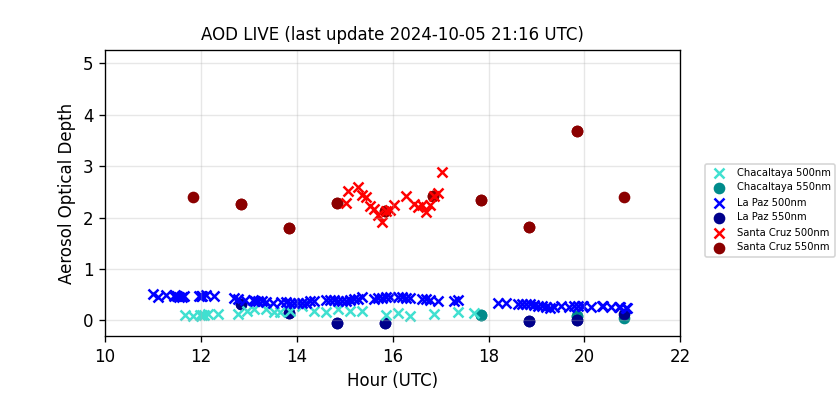 AOD LIVE (last update 2024-10-05 21:16 UTC)
Aerosol Optical Depth
5
4
3
2
1
0
10 12 14 16 18 20 22
Hour (UTC)
Chacaltaya 500nm
Chacaltaya 550nm
La Paz 500nm
La Paz 550nm
Santa Cruz 500nm
Santa Cruz 550nm